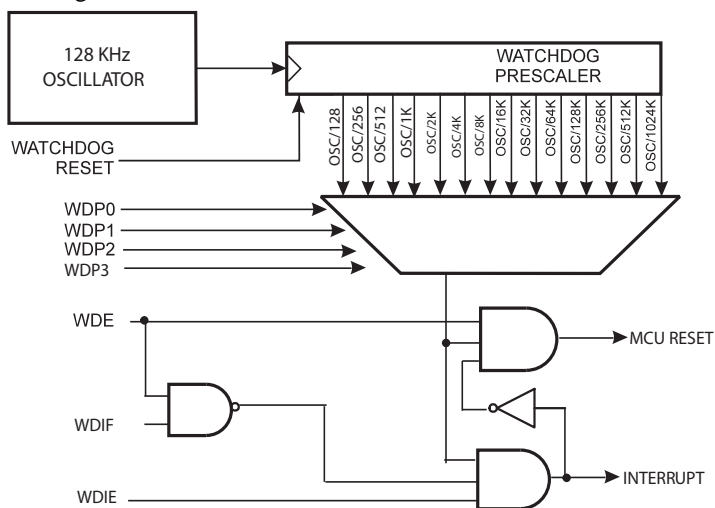 128 KHz
OSCILLATOR
WATCHDOG
PRESCALER
OSC/128
OSC/256
OSC/512
OSC/1K
OSC/2K
OSC/4K
OSC/8K
OSC/16K
OSC/32K
OSC/64K
OSC/128K
OSC/256K
OSC/512K
OSC/1024K
WATCHDOG
RESET
WDP0
WDP1
WDP2
WDP3
WDE
MCU RESET
WDIF
INTERRUPT
WDIE